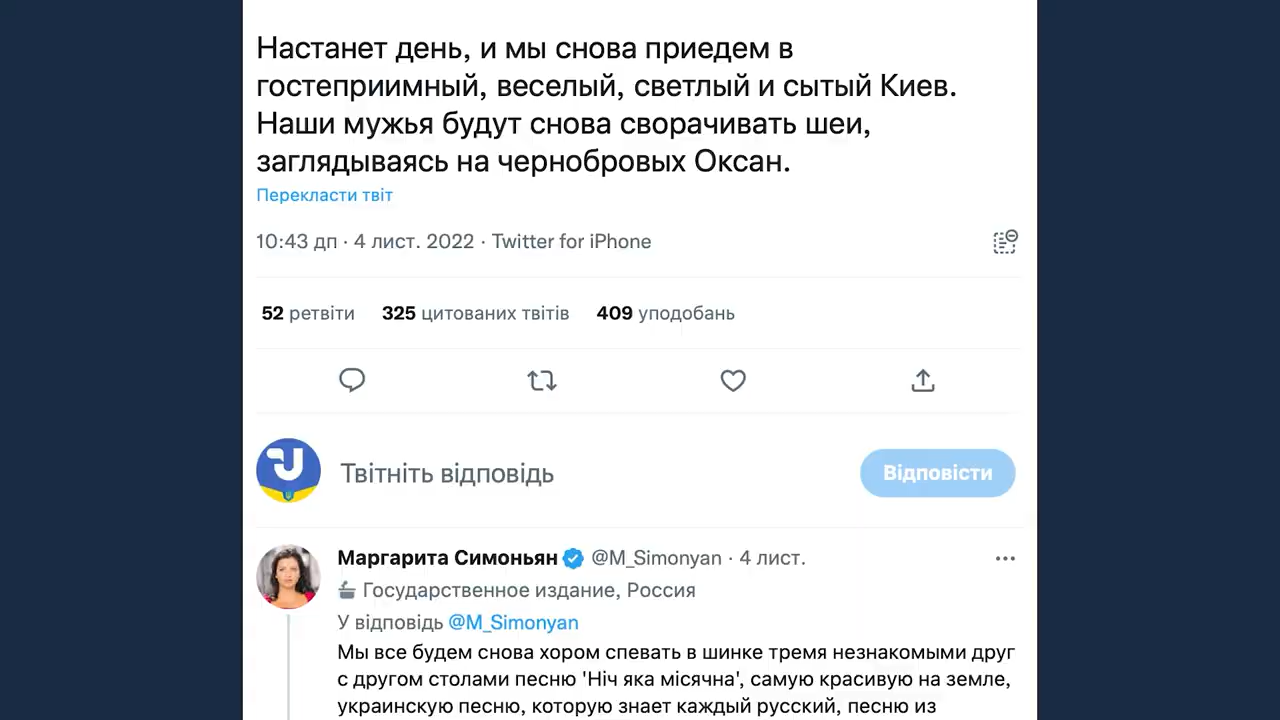 Настанет день, и мы снова приедем в
гостеприимный, веселый, светлый и сытый Киев.
Наши мужья будут снова сворачивать шеи,
заглядываясь на чернобровых Оксан.
Перекласти твіт
10:43 дп · 4 лист. 2022 · Twitter for iPhone
52 ретвіти 325 цитованих твітів 409 уподобань
Твітніть відповідь Відповісти
Маргарита Симоньян @M_Simonyan · 4 лист.
Государственное издание, Россия
У відповідь @M_Simonyan
Мы все будем снова хором спевать в шинке тремя незнакомыми друг
с другом столами песню 'Ніч яка місячна', самую красивую на земле,
украинскую песню, которую знает каждый русский, песню из